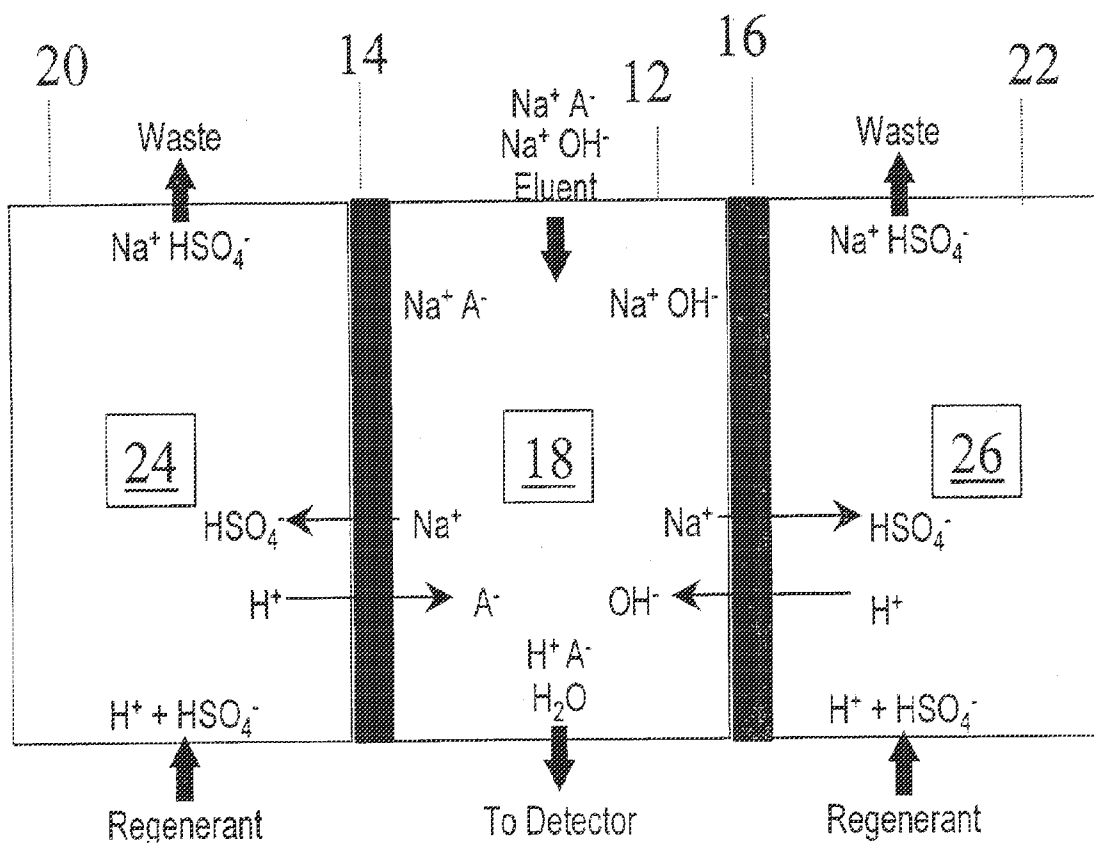 20
14
12
16
22
Waste
Na⁺ A⁻
Na⁺ OH⁻
Eluent
Waste
Na⁺ HSO₄⁻
Na⁺ HSO₄⁻
Na⁺ A⁻
Na⁺ OH⁻
24
18
26
HSO₄⁻
Na⁺
Na⁺
HSO₄⁻
H⁺
A⁻
OH⁻
H⁺
H⁺ A⁻
H₂O
H⁺ + HSO₄⁻
H⁺ + HSO₄⁻
Regenerant
To Detector
Regenerant